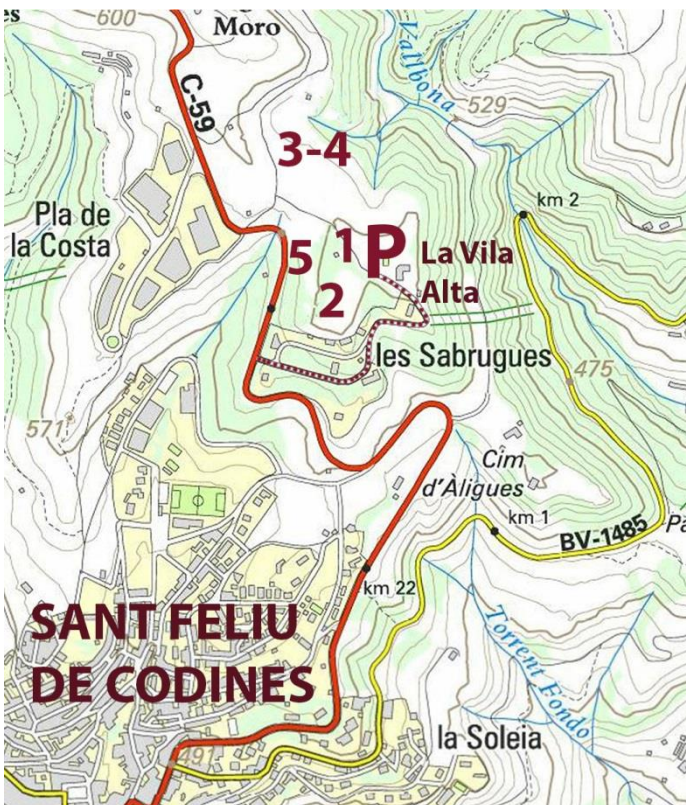 es
600
Moro
C-59
Vallbona
529
3-4
km 2
Pla de
la Costa
5
1
P
La Vila
Alta
2
les Sabrugues
475
571
Cim
d'Àligues
km 1
BV-1485
Pà
km 22
SANT FELIU
DE CODINES
Torrent Fondo
la Soleia
491